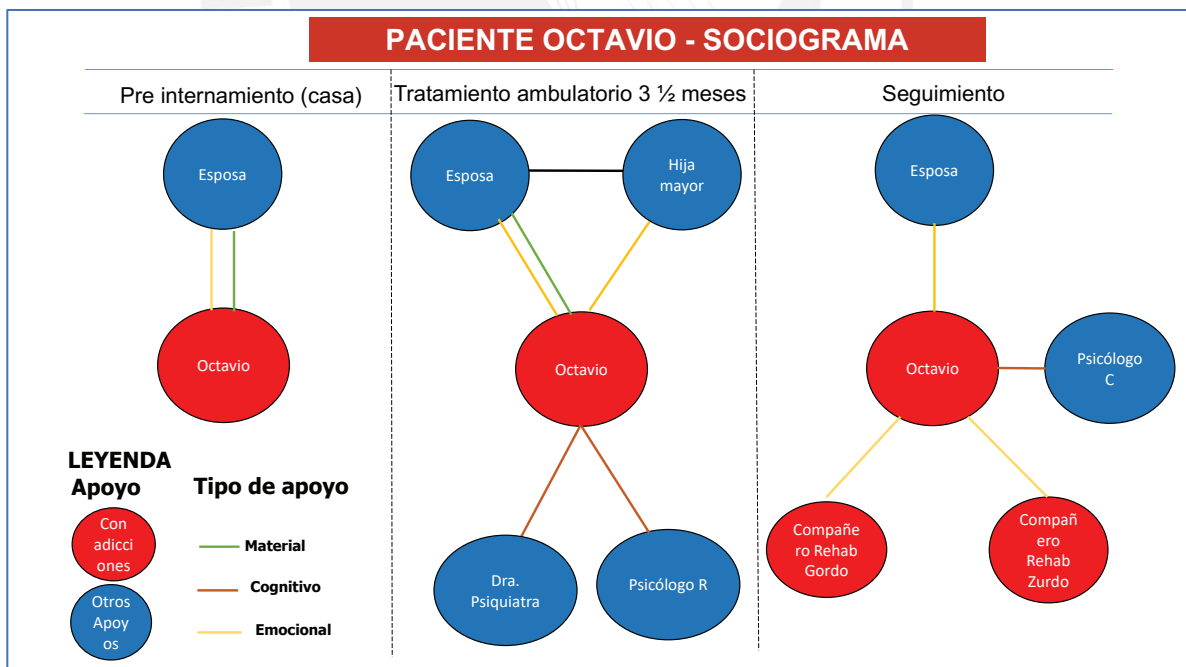 PACIENTE OCTAVIO - SOCIOGRAMA
Pre internamiento (casa)
Tratamiento ambulatorio 3 ½ meses
Seguimiento
Esposa
Octavio
Esposa
Hija
mayor
Octavio
Dra.
Psiquiatra
Psicólogo R
Esposa
Octavio
Psicólogo
C
Compañe
ro Rehab
Gordo
Compañ
ero
Rehab
Zurdo
LEYENDA
Apoyo
Con
adicci
ones
Otros
Apoy
os
Tipo de apoyo
Material
Cognitivo
Emocional